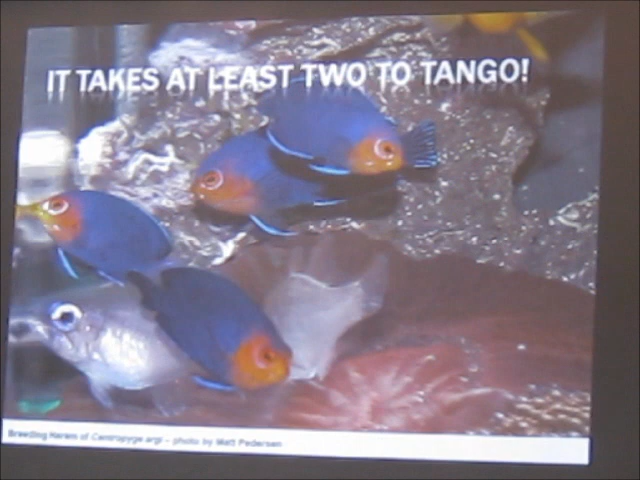 IT TAKES AT LEAST TWO TO TANGO!
Breeding Harem of Centropyge argi – photo by Matt Pedersen